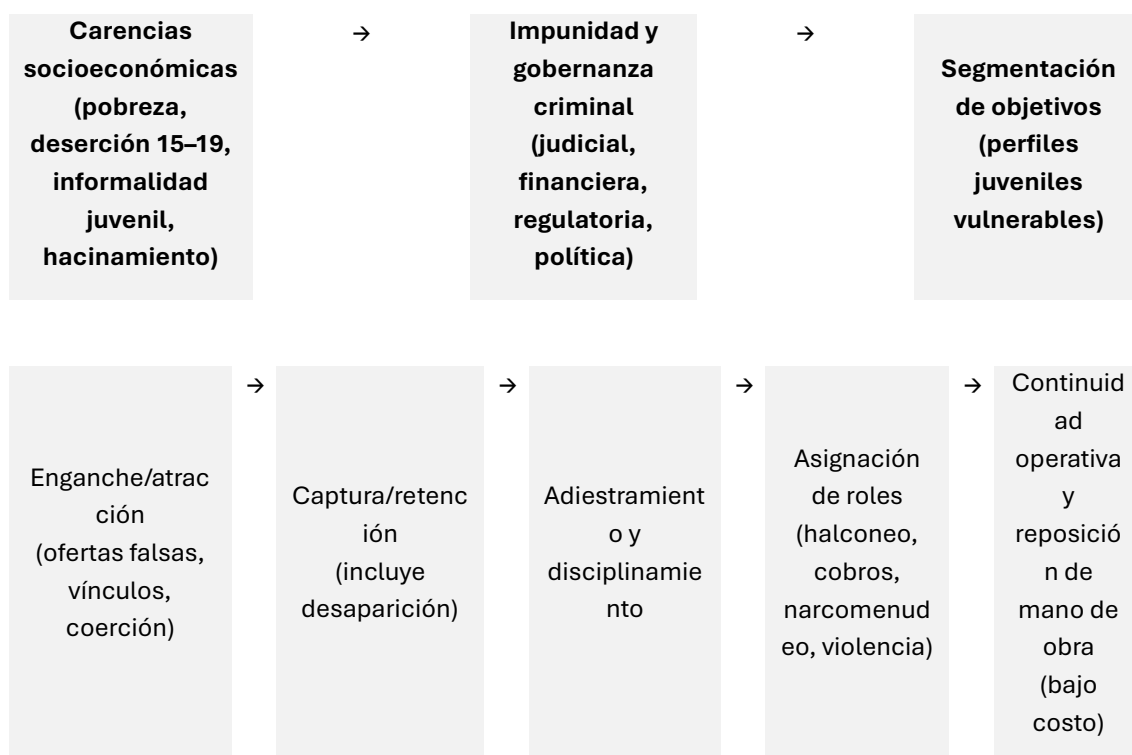 Carencias
socioeconómicas
(pobreza,
deserción 15–19,
informalidad
juvenil,
hacinamiento)
→
Impunidad y
gobernanza
criminal
(judicial,
financiera,
regulatoria,
política)
→
Segmentación
de objetivos
(perfiles
juveniles
vulnerables)
Enganche/atrac
ción
(ofertas falsas,
vínculos,
coerción)
→
Captura/retenc
ión
(incluye
desaparición)
→
Adiestramient
o y
disciplinamie
nto
→
Asignación
de roles
(halconeo,
cobros,
narcomenud
eo, violencia)
→
Continuid
ad
operativa
y
reposició
n de
mano de
obra
(bajo
costo)